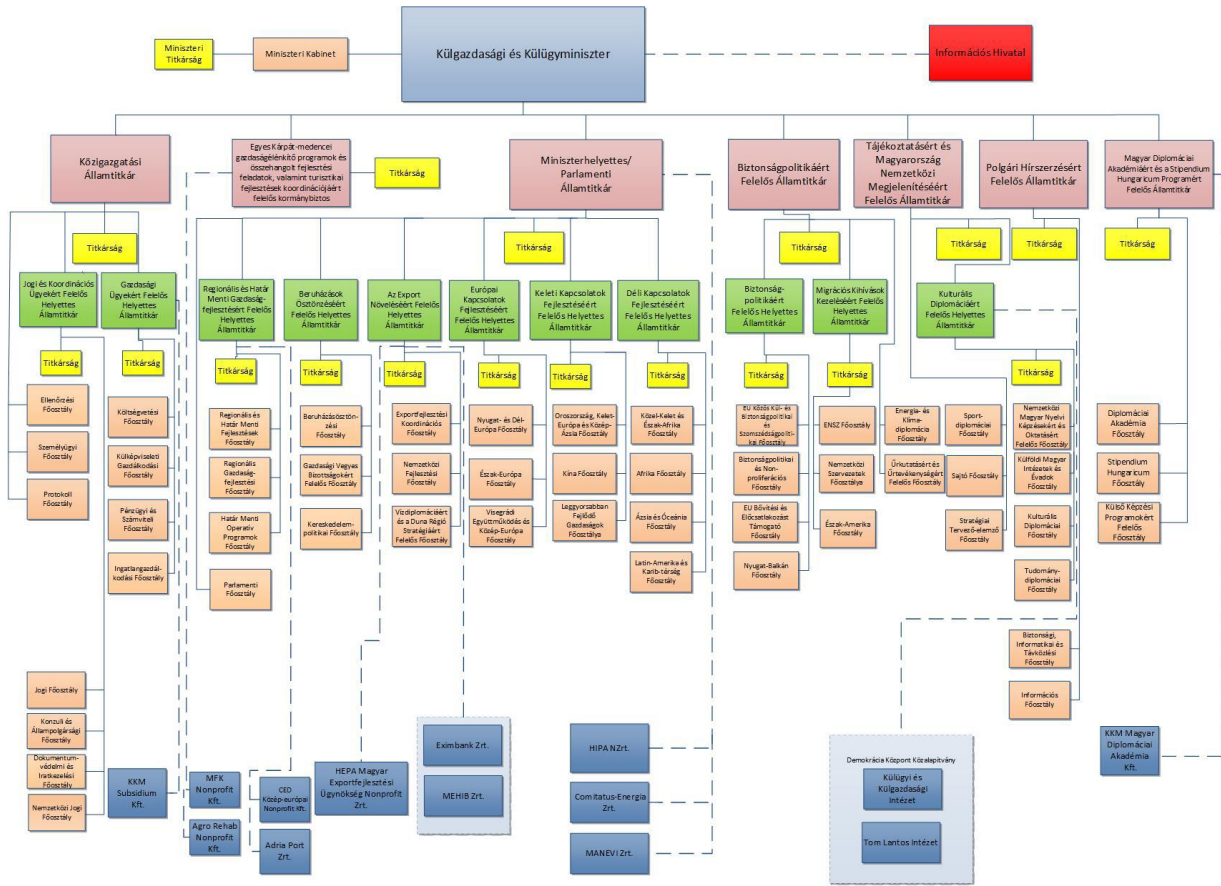 Miniszteri
Titkárság
Miniszteri Kabinet
Külgazdasági és Külügyminiszter
Információs Hivatal
Közigazgatási
Államtitkár
Egyes Kárpát-medencei
gazdaságélénkítő programok és
összehangolt fejlesztési
feladatok, valamint turisztikai
fejlesztések koordinációjáért
felelős kormánybiztos
Titkárság
Miniszterhelyettes/
Parlamenti
Államtitkár
Biztonságpolitikáért
Felelős Államtitkár
Tájékoztatásért és
Magyarország
Nemzetközi
Megjelenítéséért
Felelős Államtitkár
Polgári Hírszerzésért
Felelős Államtitkár
Magyar Diplomáciai
Akadémiáért és a Stipendium
Hungaricum Programért
Felelős Államtitkár
Titkárság
Titkárság
Titkárság
Titkárság
Titkárság
Titkárság
Jogi és Koordinációs
Ügyekért Felelős
Helyettes
Államtitkár
Gazdasági
Ügyekért Felelős
Helyettes
Államtitkár
Regionális és Határ
Menti Gazdaság-
fejlesztésért Felelős
Helyettes
Államtitkár
Beruházások
Ösztönzéséért
Felelős Helyettes
Államtitkár
Az Export
Növeléséért Felelős
Helyettes
Államtitkár
Európai
Kapcsolatok
Fejlesztéséért
Felelős Helyettes
Államtitkár
Keleti Kapcsolatok
Fejlesztéséért
Felelős Helyettes
Államtitkár
Déli Kapcsolatok
Fejlesztéséért
Felelős Helyettes
Államtitkár
Biztonság-
politikáért
Felelős Helyettes
Államtitkár
Migrációs Kihívások
Kezeléséért Felelős
Helyettes
Államtitkár
Kulturális
Diplomáciáért
Felelős Helyettes
Államtitkár
Titkárság
Titkárság
Titkárság
Titkárság
Titkárság
Titkárság
Titkárság
Titkárság
Titkárság
Titkárság
Titkárság
Ellenőrzési
Főosztály
Személyügyi
Főosztály
Protokoll
Főosztály
Költségvetési
Főosztály
Külképviseleti
Gazdálkodási
Főosztály
Pénzügyi és
Számviteli
Főosztály
Ingatlangazdál-
kodási Főosztály
Regionális és
Határ Menti
Fejlesztések
Főosztály
Regionális
Gazdaság-
fejlesztési
Főosztály
Határ Menti
Operatív
Programok
Főosztály
Parlamenti
Főosztály
Beruházásösztön-
zési Főosztály
Gazdasági Vegyes
Bizottságokért
Felelős Főosztály
Kereskedelem-
politikai Főosztály
Exportfejlesztési
Koordinációs
Főosztály
Nemzetközi
Fejlesztési
Főosztály
Vízdiplomáciáért
és a Duna Régió
Stratégiáért
Felelős Főosztály
Nyugat- és Dél-
Európa Főosztály
Észak-Európa
Főosztály
Visegrádi
Együttműködés és
Közép-Európa
Főosztály
Oroszország, Kelet-
Európa és Közép-
Ázsia Főosztály
Kína Főosztály
Leggyorsabban
Fejlődő
Gazdaságok
Főosztálya
Közel-Kelet és
Észak-Afrika
Főosztály
Afrika Főosztály
Ázsia és Óceánia
Főosztály
Latin-Amerika és
Karib-térség
Főosztály
EU Közös Kül- és
Biztonságpolitikai és
Szomszédságpolíti-
kai Főosztály
Biztonságpolitikai
és Non-
proliferációs
Főosztály
EU Bővítési és
Előcsatlakozást
Támogató
Főosztály
Nyugat-Balkán
Főosztály
ENSZ Főosztály
Nemzetközi
Szervezetek
Főosztálya
Észak-Amerika
Főosztály
Energia- és
Klíma-
diplomácia
Főosztály
Űrkutatásért és
Űrtevékenységért
Felelős Főosztály
Sport-
diplomáciai
Főosztály
Sajtó Főosztály
Stratégiai
Tervező-elemző
Főosztály
Nemzetközi
Magyar Nyelvi
Képzésekért és
Oktatásért
Felelős Főosztály
Külföldi Magyar
Intézetek és
Évadok Főosztály
Kulturális
Diplomáciai
Főosztály
Tudomány-
diplomáciai
Főosztály
Biztonsági,
Informatikai és
Távközlési
Főosztály
Információs
Főosztály
Diplomáciai
Akadémia
Főosztály
Stipendium
Hungaricum
Főosztály
Külső Képzési
Programokért
Felelős
Főosztály
Jogi Főosztály
Konzuli és
Állampolgársági
Főosztály
Dokumentum-
védelmi és
Iratkezelési
Főosztály
Nemzetközi Jogi
Főosztály
KKM
Subsidium
Kft.
MFK
Nonprofit
Kft.
Agro Rehab
Nonprofit
Kft.
CED
Közép-európai
Nonprofit Kft.
Adria Port
Zrt.
HEPA Magyar
Exportfejlesztési
Ügynökség Nonprofit
Zrt.
Eximbank Zrt.
MEHIB Zrt.
HIPA NZrt.
Comitatus-Energia
Zrt.
MANEVI Zrt.
Demokrácia Központ Közalapítvány
Külügyi és
Külgazdasági
Intézet
Tom Lantos Intézet
KKM Magyar
Diplomáciai
Akadémia
Kft.